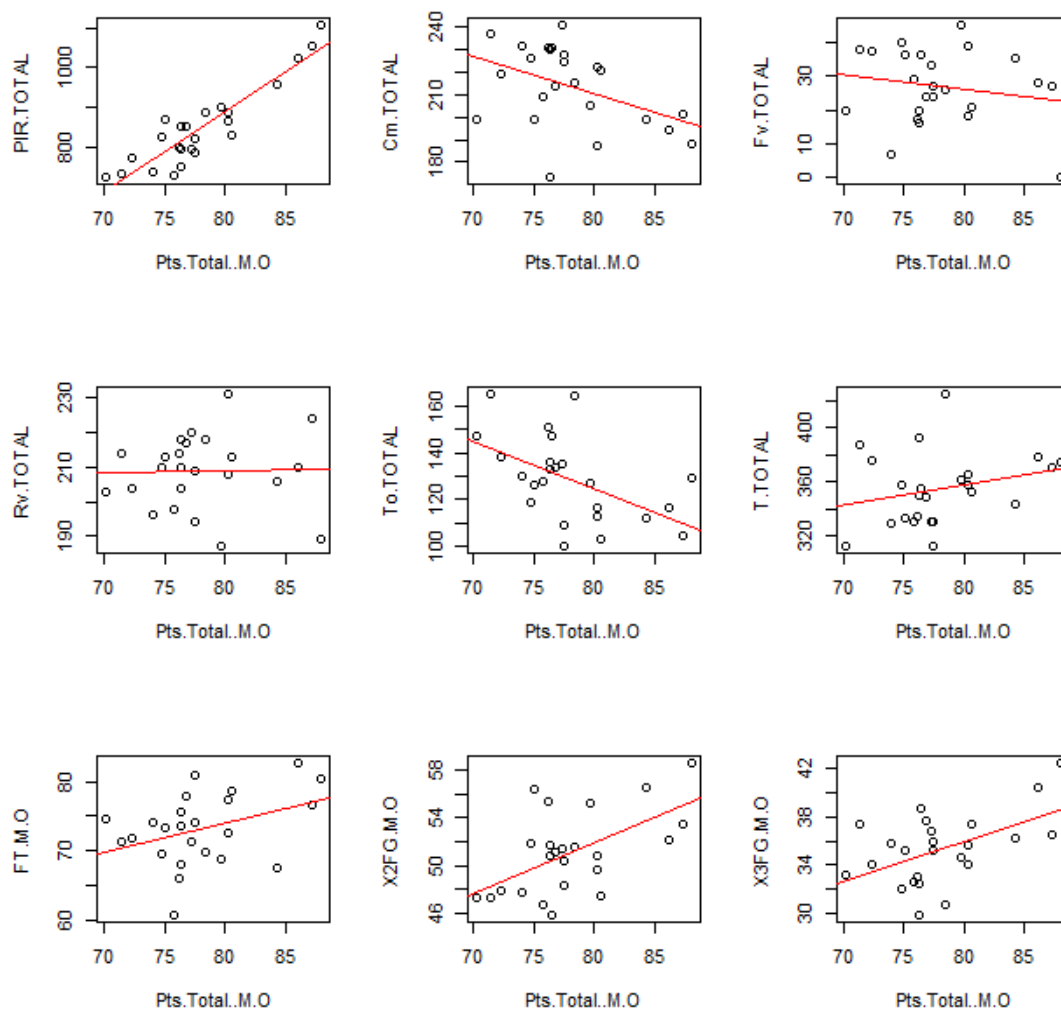 PIR.TOTAL
1000
800
70 75 80 85
Pts.Total..M.O
Cm.TOTAL
240
210
180
70 75 80 85
Pts.Total..M.O
Fv.TOTAL
30
10
0
70 75 80 85
Pts.Total..M.O
Rv.TOTAL
230
210
190
70 75 80 85
Pts.Total..M.O
To.TOTAL
160
140
120
100
70 75 80 85
Pts.Total..M.O
T.TOTAL
400
360
320
70 75 80 85
Pts.Total..M.O
FT.M.O
80
70
60
70 75 80 85
Pts.Total..M.O
X2FG.M.O
58
54
50
46
70 75 80 85
Pts.Total..M.O
X3FG.M.O
42
38
34
30
70 75 80 85
Pts.Total..M.O